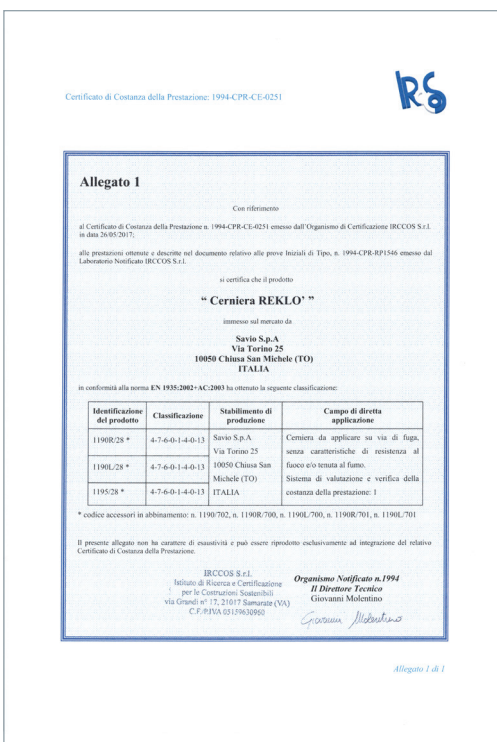 Certificato di Costanza della Prestazione: 1994-CPR-CE-0251
IRCCOS
Allegato 1
Con riferimento
al Certificato di Costanza della Prestazione n. 1994-CPR-CE-0251 emesso dall'Organismo di Certificazione IRCCOS S.r.l.
in data 26/05/2017;
alle prestazioni ottenute e descritte nel documento relativo alle prove Iniziali di Tipo, n. 1994-CPR-RP1546 emesso dal
Laboratorio Notificato IRCCOS S.r.l.
si certifica che il prodotto
“ Cerniera REKLO' ”
immesso sul mercato da
Savio S.p.A
Via Torino 25
10050 Chiusa San Michele (TO)
ITALIA
in conformità alla norma EN 1935:2002+AC:2003 ha ottenuto la seguente classificazione:
Identificazione del prodotto Classificazione Stabilimento di produzione Campo di diretta applicazione
1190R/28 * 4-7-6-0-1-4-0-13 Savio S.p.A Cerniera da applicare su via di fuga,
Via Torino 25 senza caratteristiche di resistenza al
1190L/28 * 4-7-6-0-1-4-0-13 10050 Chiusa San fuoco e/o tenuta al fumo.
Michele (TO) Sistema di valutazione e verifica della
1195/28 * 4-7-6-0-1-4-0-13 ITALIA costanza della prestazione: 1
* codice accessori in abbinamento: n. 1190/702, n. 1190R/700, n. 1190L/700, n. 1190R/701, n. 1190L/701
Il presente allegato non ha carattere di esaustività e può essere riprodotto esclusivamente ad integrazione del relativo
Certificato di Costanza della Prestazione.
IRCCOS S.r.l.
Istituto di Ricerca e Certificazione
per le Costruzioni Sostenibili
via Grandi n° 17, 21017 Samarate (VA)
C.F./P.IVA 05159630960
Organismo Notificato n.1994
Il Direttore Tecnico
Giovanni Molentino
Giovanni Molentino
Allegato 1 di 1